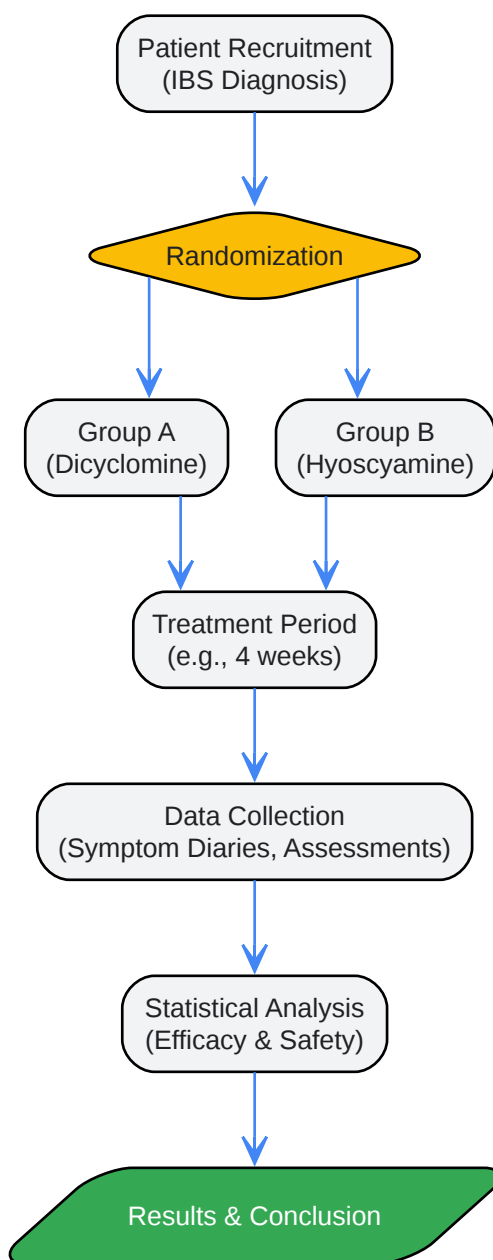 Patient Recruitment
(IBS Diagnosis)
Randomization
Group A
(Dicyclomine)
Group B
(Hyoscyamine)
Treatment Period
(e.g., 4 weeks)
Data Collection
(Symptom Diaries, Assessments)
Statistical Analysis
(Efficacy & Safety)
Results & Conclusion